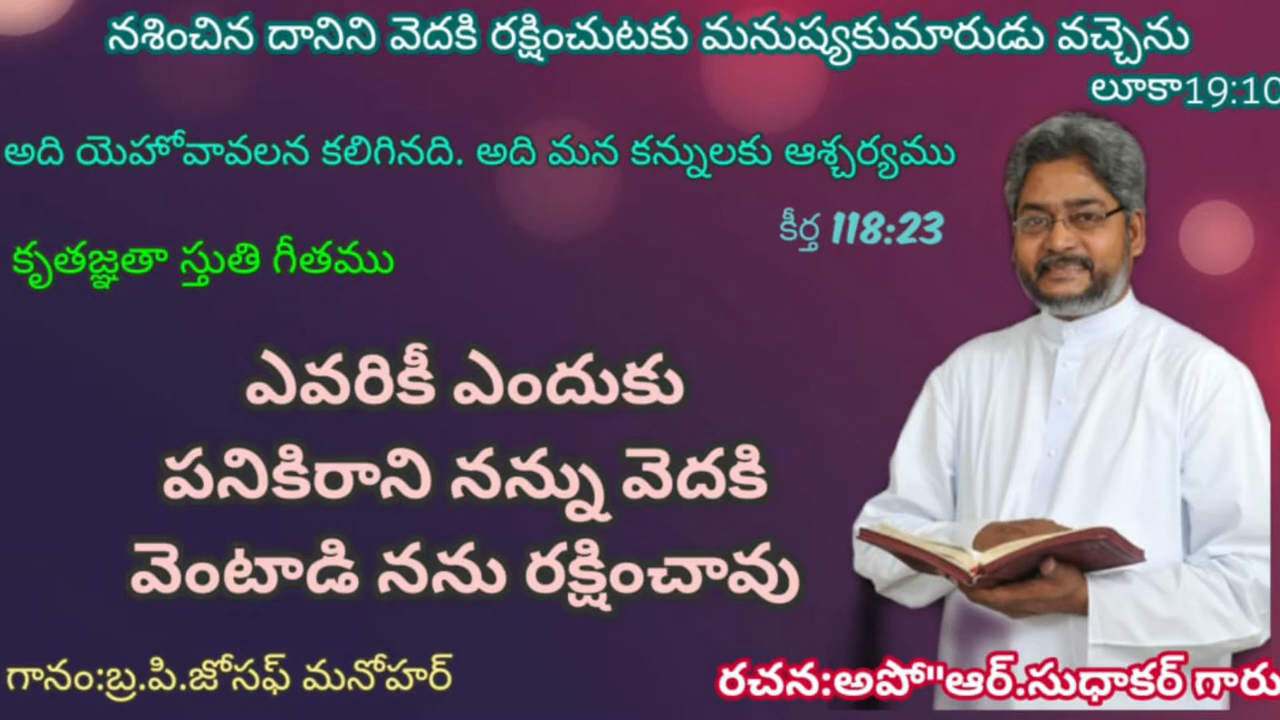 నశించిన దానిని వెదకి రక్షించుటకు మనుష్యకుమారుడు వచ్చెను
లూకా19:10
అది యెహోవావలన కలిగినది. అది మన కన్నులకు ఆశ్చర్యము
కీర్త 118:23
కృతజ్ఞతా స్తుతి గీతము
ఎవరికీ ఎందుకు
పనికిరాని నన్ను వెదకి
వెంటాడి నను రక్షించావు
గానం:బ్ర.పి.జోసఫ్ మనోహర్
రచన:అపో"ఆర్.సుధాకర్ గారు